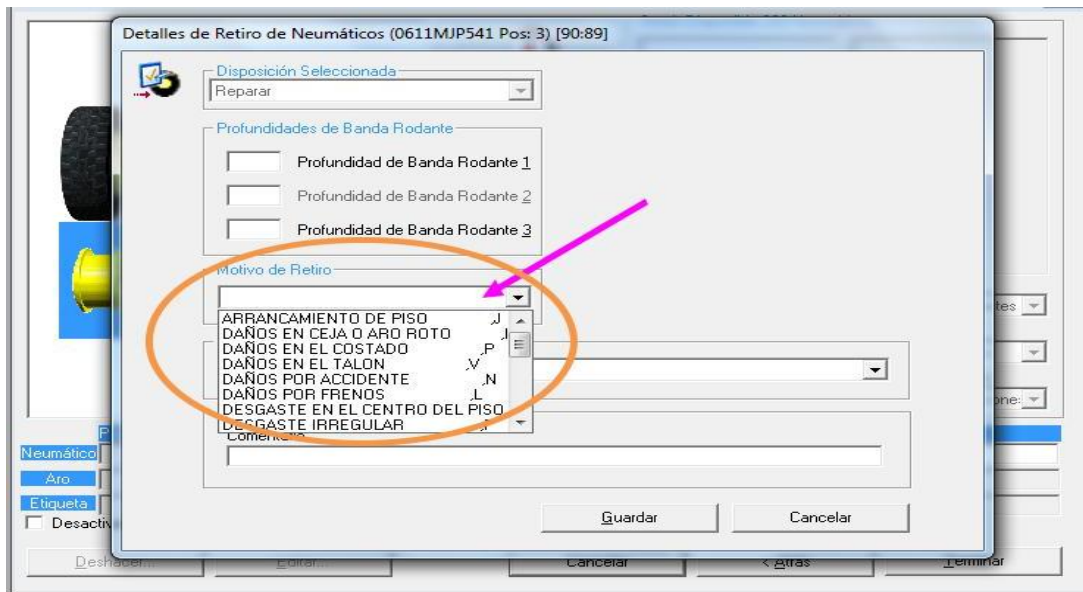 Detalles de Retiro de Neumáticos (0611MJP541 Pos: 3) [90:89]
Disposición Seleccionada
Reparar
Profundidades de Banda Rodante
Profundidad de Banda Rodante 1
Profundidad de Banda Rodante 2
Profundidad de Banda Rodante 3
Motivo de Retiro
ARRANCAMIENTO DE PISO ,J
DAÑOS EN CEJA O ARO ROTO
DAÑOS EN EL COSTADO ,P
DAÑOS EN EL TALON ,V
DAÑOS POR ACCIDENTE ,N
DAÑOS POR FRENOS ,L
DESGASTE EN EL CENTRO DEL PISO
DESGASTE IRREGULAR
Comentario
Neumático
Aro
Etiqueta
Guardar Cancelar
Deshacer... Editar... Cancelar < Atrás Terminar